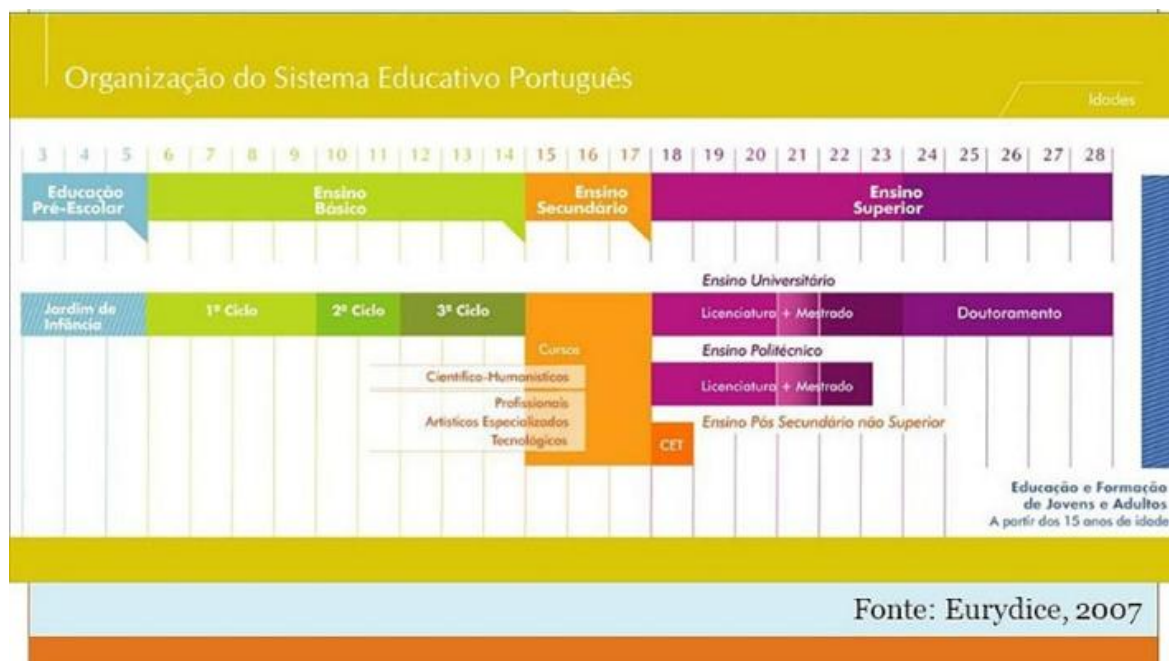 Organização do Sistema Educativo Português
Idades
3 4 5 6 7 8 9 10 11 12 13 14 15 16 17 18 19 20 21 22 23 24 25 26 27 28
Educação
Pré-Escolar
Ensino
Básico
Ensino
Secundário
Ensino
Superior
Ensino Universitário
Jardim de
Infância
1º Ciclo
2º Ciclo
3º Ciclo
Licenciatura + Mestrado
Doutoramento
Cursos
Ensino Politécnico
Científico-Humanísticos
Licenciatura + Mestrado
Profissionais
Artísticos Especializados
Tecnológicos
Ensino Pós Secundário não Superior
CET
Educação e Formação
de Jovens e Adultos
A partir dos 15 anos de idade
Fonte: Eurydice, 2007